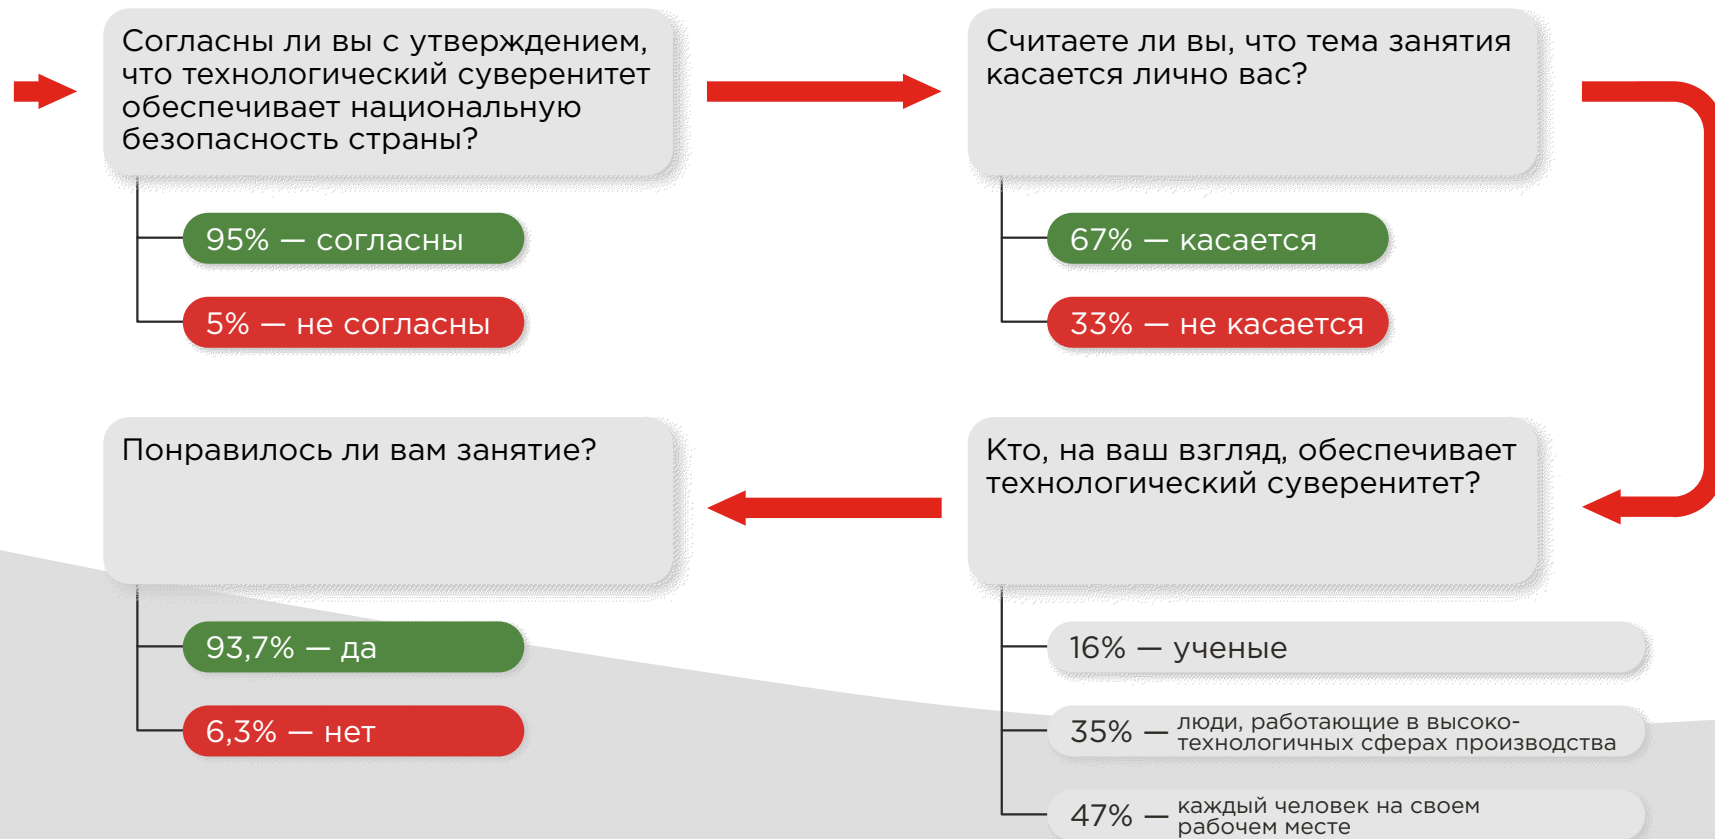 Согласны ли вы с утверждением,
что технологический суверенитет
обеспечивает национальную
безопасность страны?
95% — согласны
5% — не согласны
Считаете ли вы, что тема занятия
касается лично вас?
67% — касается
33% — не касается
Кто, на ваш взгляд, обеспечивает
технологический суверенитет?
16% — ученые
35% — люди, работающие в высоко-
технологичных сферах производства
47% — каждый человек на своем
рабочем месте
Понравилось ли вам занятие?
93,7% — да
6,3% — нет